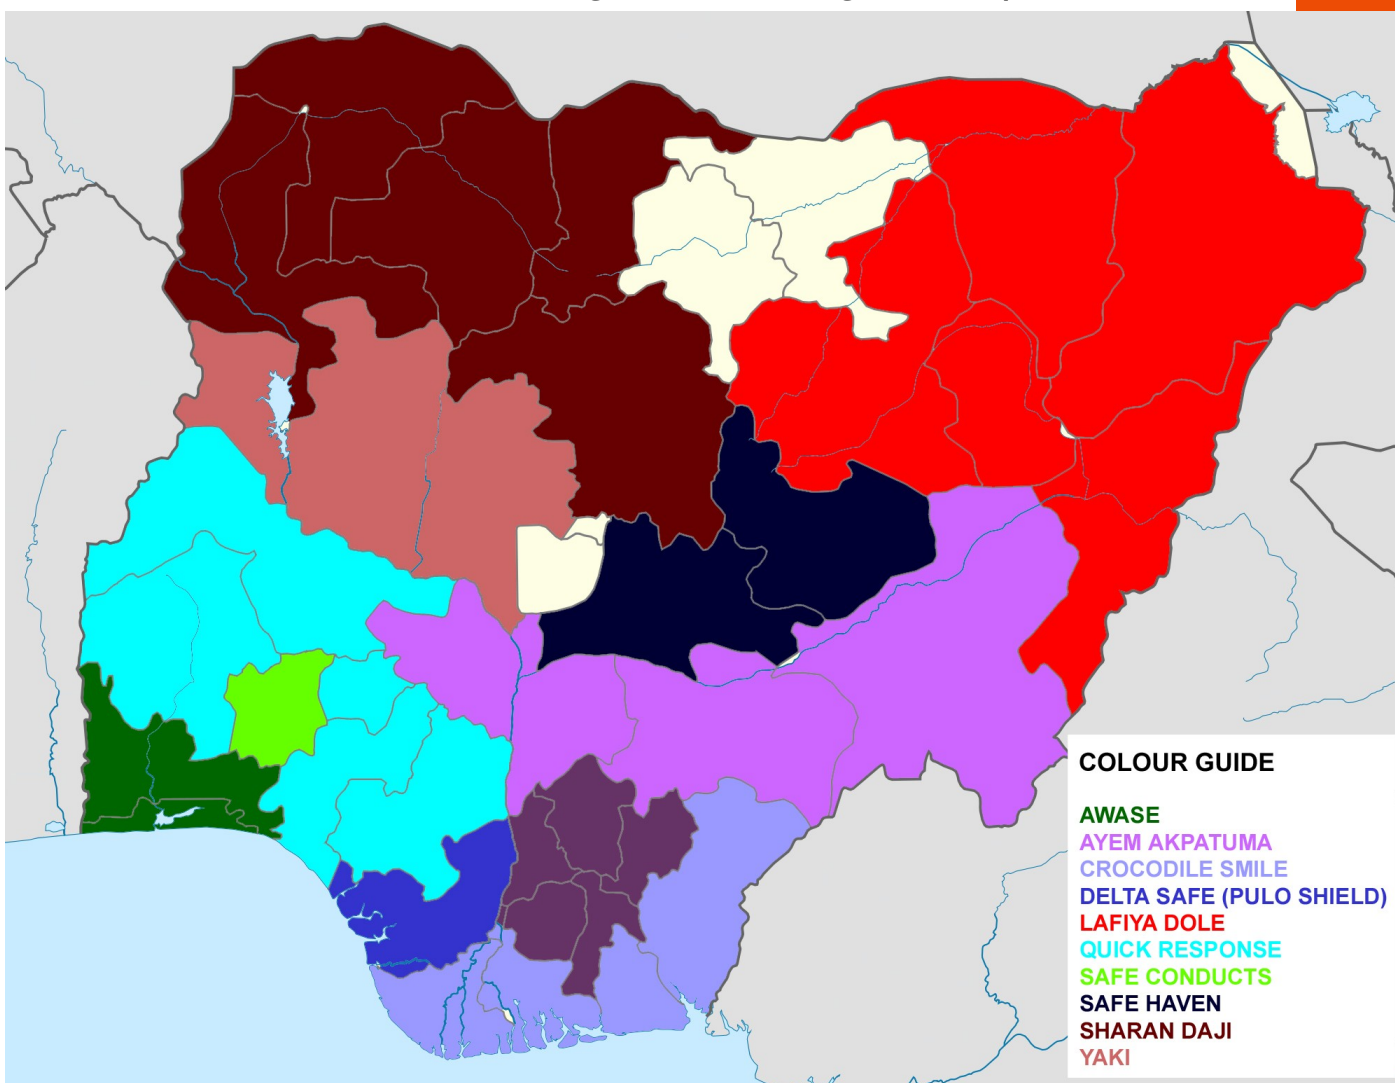 COLOUR GUIDE
AWASE
AYEM AKPATUMA
CROCODILE SMILE
DELTA SAFE (PULO SHIELD)
LAFIYA DOLE
QUICK RESPONSE
SAFE CONDUCTS
SAFE HAVEN
SHARAN DAJI
YAKI